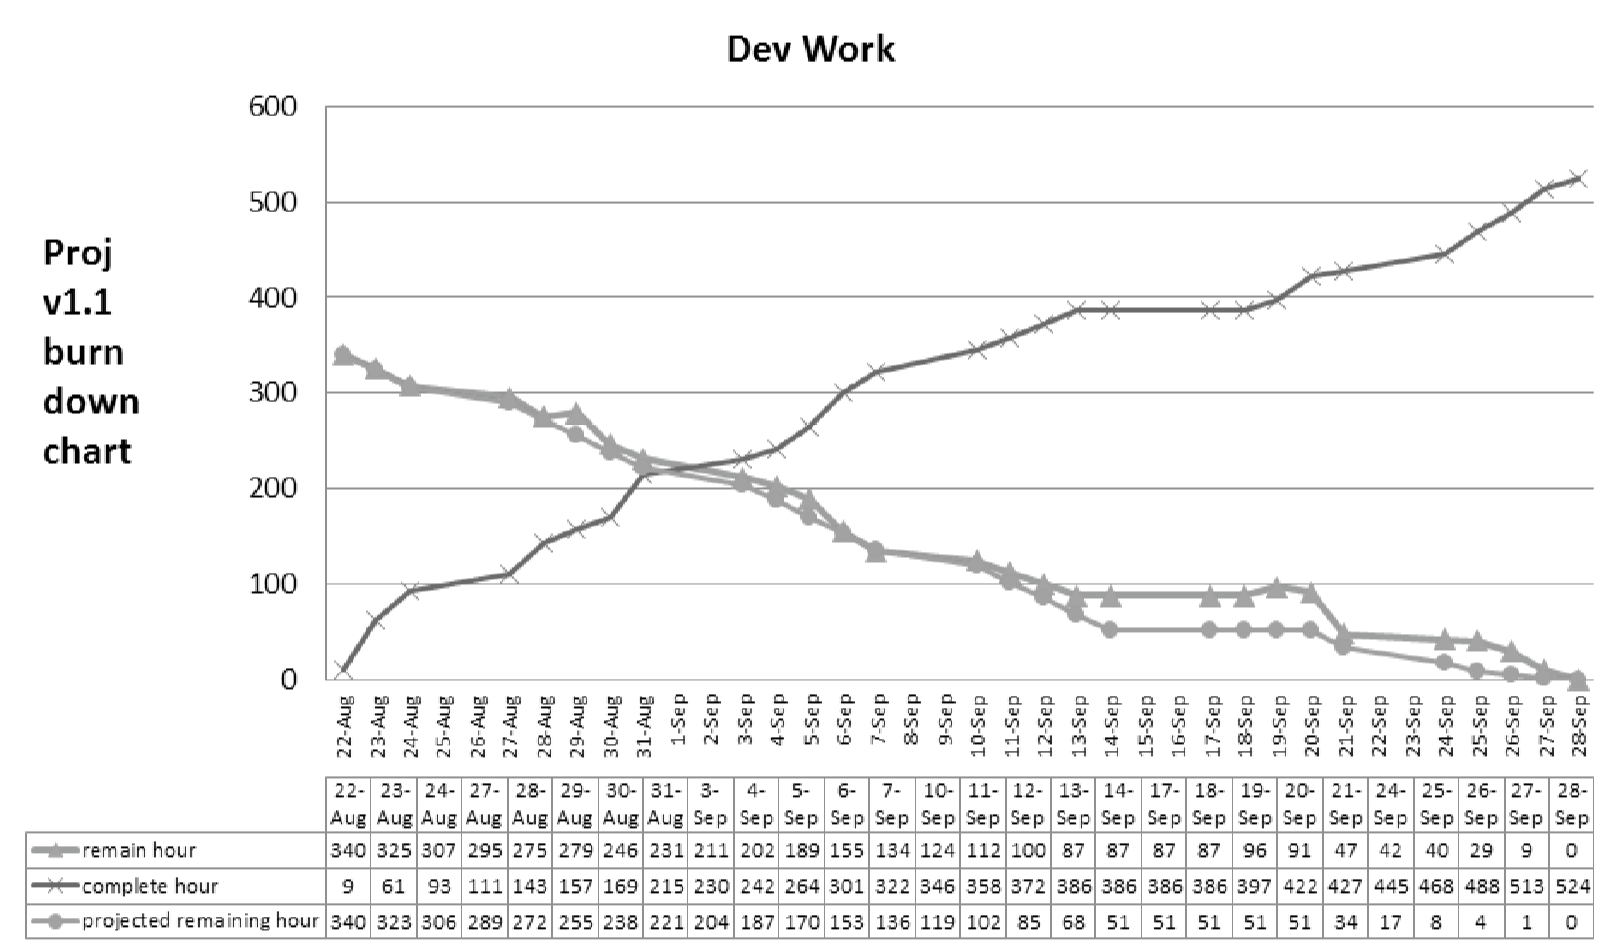 Dev Work
Proj
v1.1
burn
down
chart
600
500
400
300
200
100
0
22-Aug 23-Aug 24-Aug 25-Aug 26-Aug 27-Aug 28-Aug 29-Aug 30-Aug 31-Aug 1-Sep 2-Sep 3-Sep 4-Sep 5-Sep 6-Sep 7-Sep 8-Sep 9-Sep 10-Sep 11-Sep 12-Sep 13-Sep 14-Sep 15-Sep 16-Sep 17-Sep 18-Sep 19-Sep 20-Sep 21-Sep 22-Sep 23-Sep 24-Sep 25-Sep 26-Sep 27-Sep 28-Sep
22- 23- 24- 27- 28- 29- 30- 31- 3- 4- 5- 6- 7- 10- 11- 12- 13- 14- 17- 18- 19- 20- 21- 24- 25- 26- 27- 28-
Aug Aug Aug Aug Aug Aug Aug Aug Sep Sep Sep Sep Sep Sep Sep Sep Sep Sep Sep Sep Sep Sep Sep Sep Sep Sep Sep Sep
remain hour 340 325 307 295 275 279 246 231 211 202 189 155 134 124 112 100 87 87 87 87 96 91 47 42 40 29 9 0
complete hour 9 61 93 111 143 157 169 215 230 242 264 301 322 346 358 372 386 386 386 386 397 422 427 445 468 488 513 524
projected remaining hour 340 323 306 289 272 255 238 221 204 187 170 153 136 119 102 85 68 51 51 51 51 51 34 17 8 4 1 0